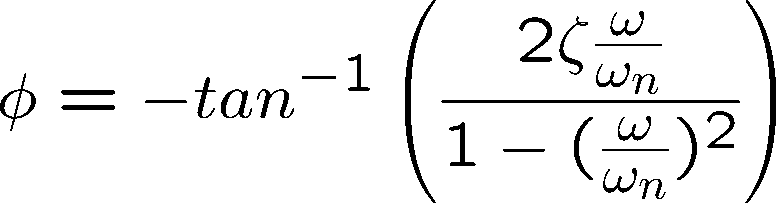 ϕ = −tan⁻¹ ( (2ζ ω/ωₙ) / (1 − (ω/ωₙ)²) )